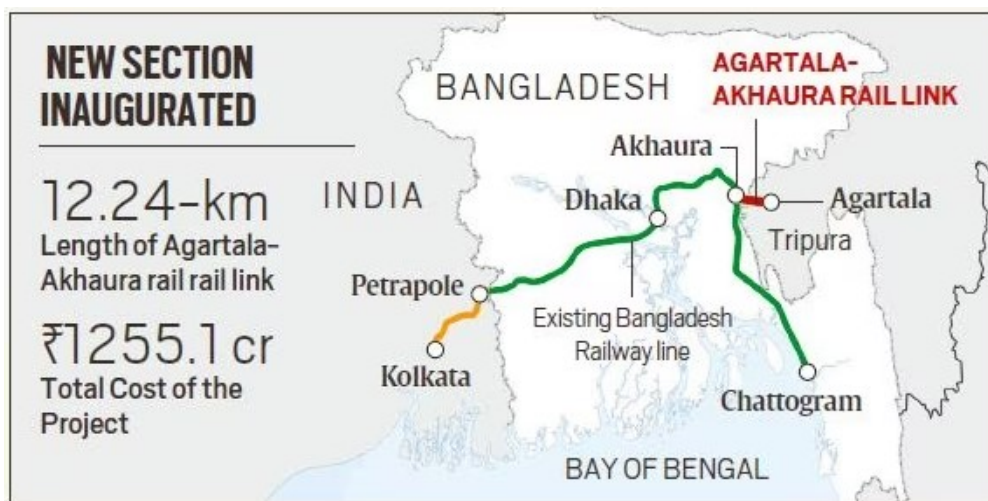 NEW SECTION
INAUGURATED
12.24-km
Length of Agartala-
Akhaura rail rail link
₹1255.1 cr
Total Cost of the
Project
BANGLADESH
AGARTALA-
AKHAURA RAIL LINK
Akhaura
INDIA
Dhaka
Agartala
Tripura
Petrapole
Existing Bangladesh
Railway line
Kolkata
Chattogram
BAY OF BENGAL